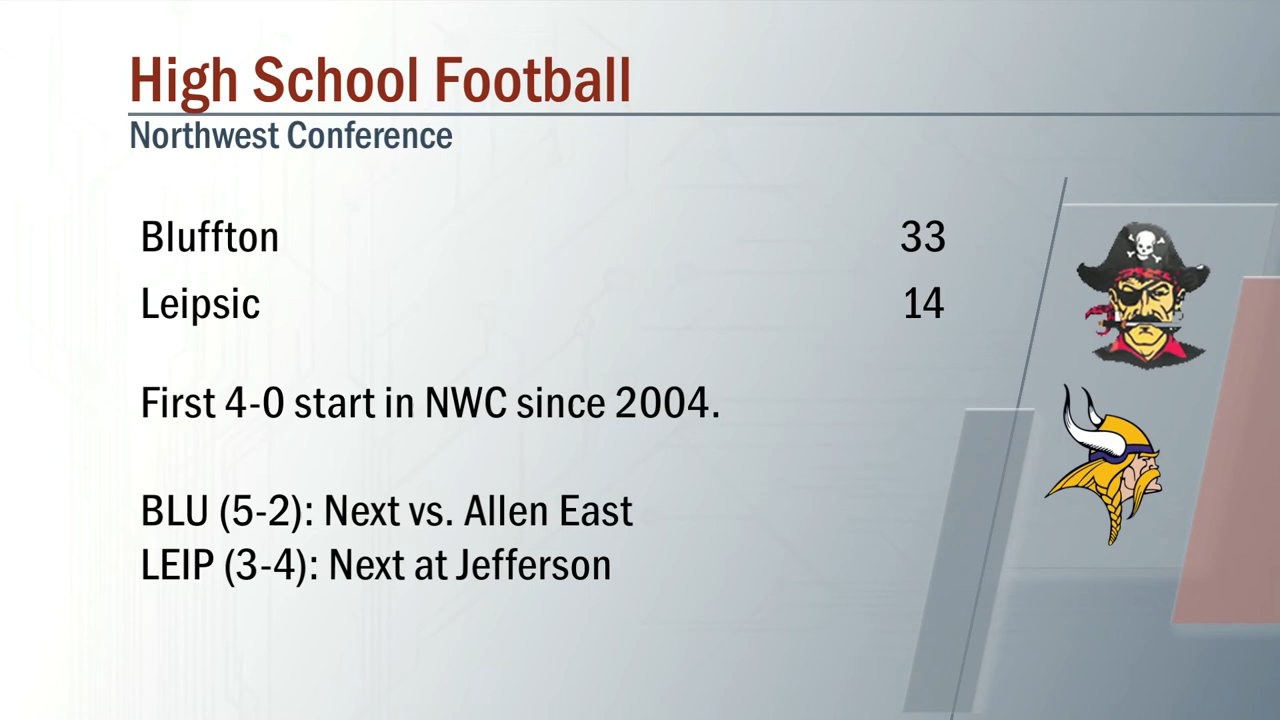 High School Football
Northwest Conference
Bluffton 33
Leipsic 14
First 4-0 start in NWC since 2004.
BLU (5-2): Next vs. Allen East
LEIP (3-4): Next at Jefferson